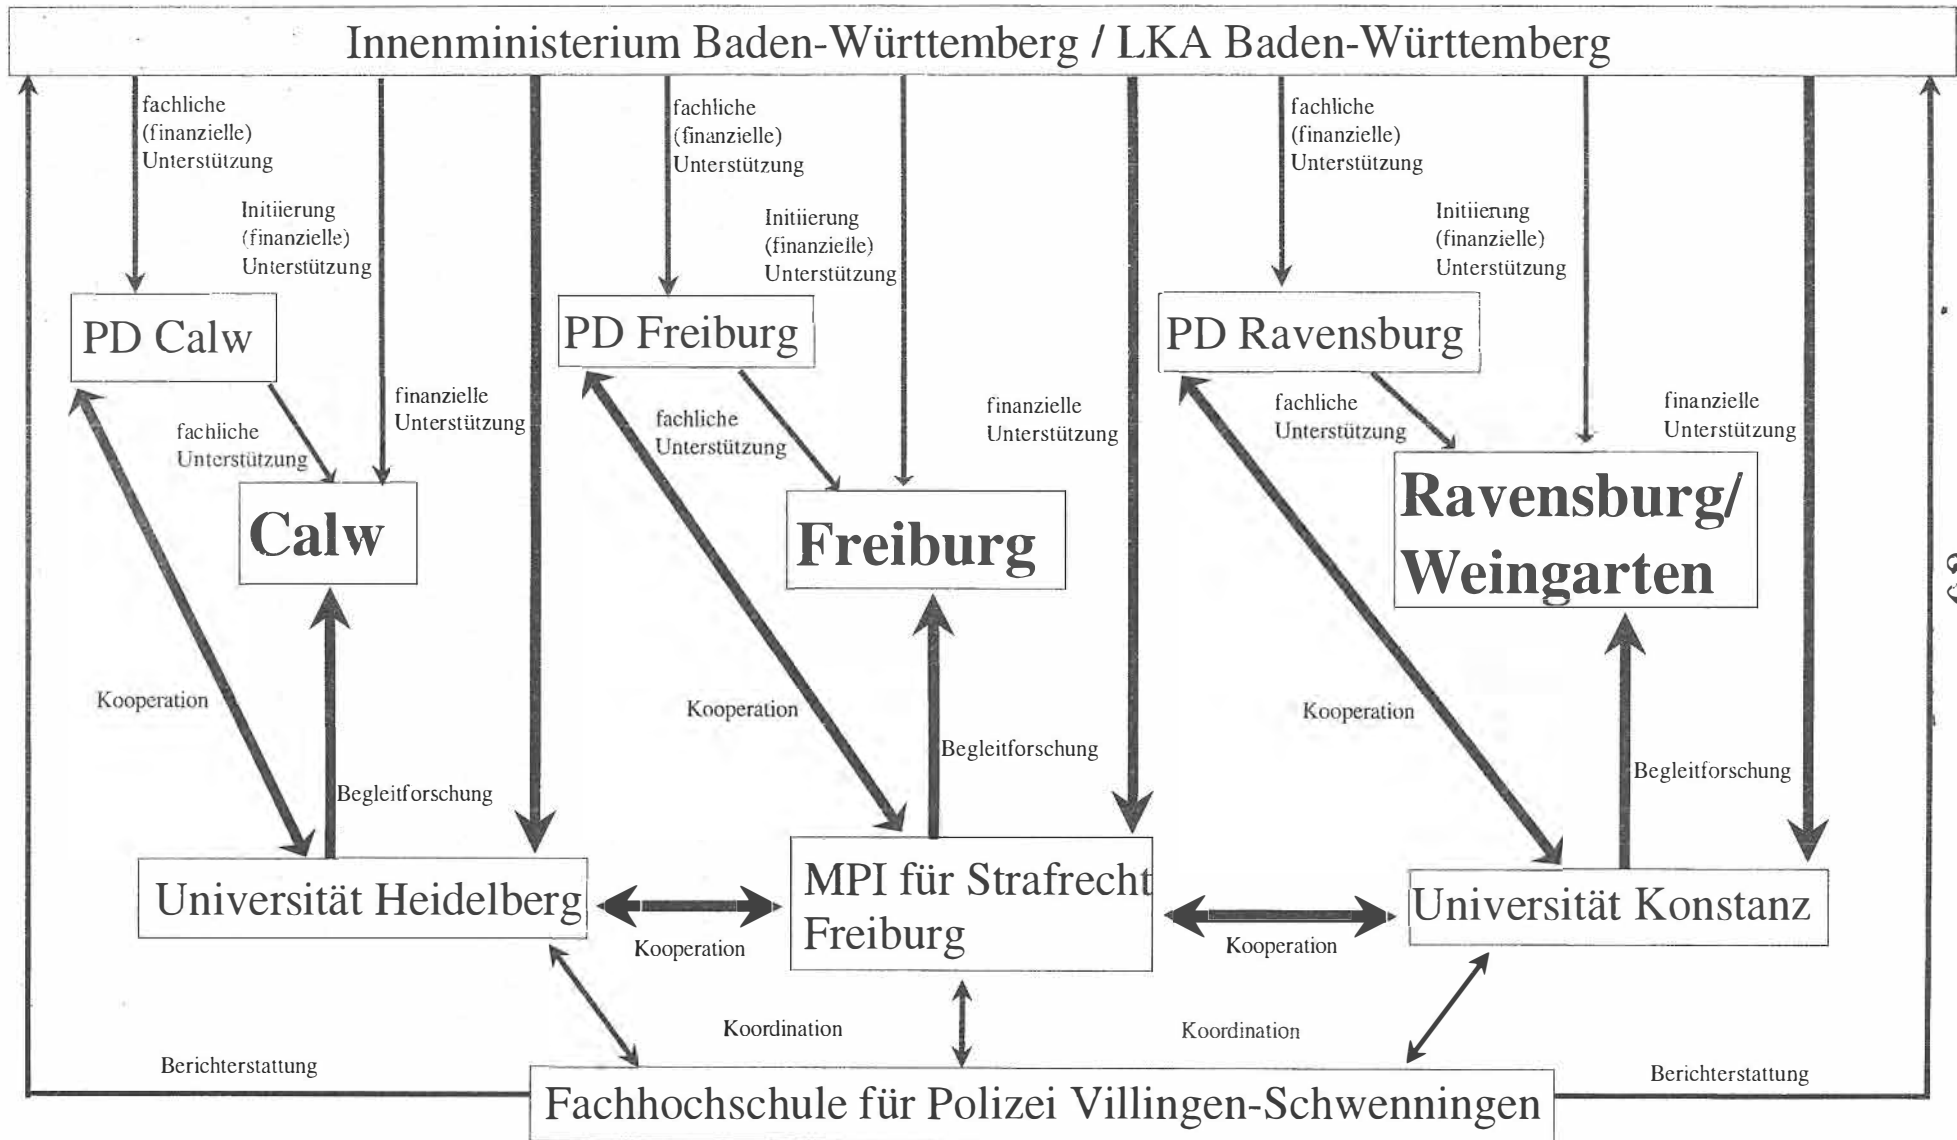 Innenministerium Baden-Württemberg / LKA Baden-Württemberg
fachliche
(finanzielle)
Unterstützung
Initiierung
(finanzielle)
Unterstützung
fachliche
(finanzielle)
Unterstützung
Initiierung
(finanzielle)
Unterstützung
fachliche
(finanzielle)
Unterstützung
Initiierung
(finanzielle)
Unterstützung
PD Calw
PD Freiburg
PD Ravensburg
fachliche
Unterstützung
finanzielle
Unterstützung
fachliche
Unterstützung
finanzielle
Unterstützung
fachliche
Unterstützung
finanzielle
Unterstützung
Calw
Freiburg
Ravensburg/
Weingarten
Kooperation
Begleitforschung
Kooperation
Begleitforschung
Kooperation
Begleitforschung
Universität Heidelberg
Kooperation
MPI für Strafrecht
Freiburg
Kooperation
Universität Konstanz
Koordination
Koordination
Berichterstattung
Berichterstattung
Fachhochschule für Polizei Villingen-Schwenningen